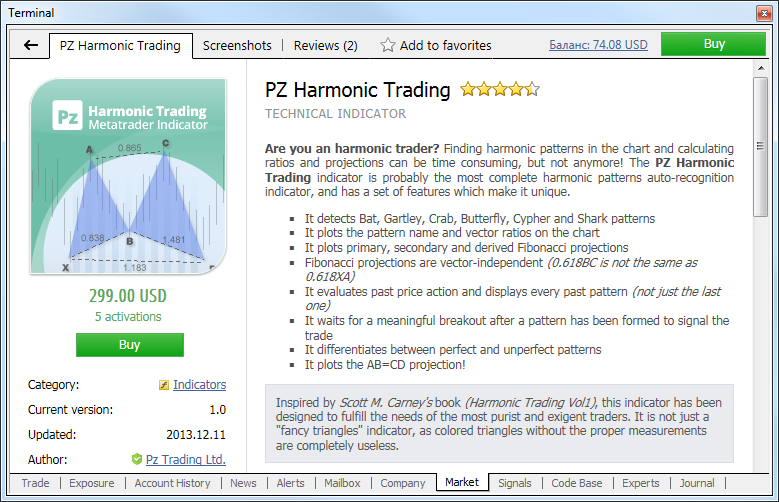 Terminal
PZ Harmonic Trading
Screenshots
Reviews (2)
Add to favorites
Баланс: 74.08 USD
Buy
Pz
Harmonic Trading
Metatrader Indicator
A
0.865
C
0.838
B
1.481
X
1.183
299.00 USD
5 activations
Buy
Category:
Indicators
Current version:
1.0
Updated:
2013.12.11
Author:
Pz Trading Ltd.
PZ Harmonic Trading
TECHNICAL INDICATOR
Are you an harmonic trader? Finding harmonic patterns in the chart and calculating
ratios and projections can be time consuming, but not anymore! The PZ Harmonic
Trading indicator is probably the most complete harmonic patterns auto-recognition
indicator, and has a set of features which make it unique.
It detects Bat, Gartley, Crab, Butterfly, Cypher and Shark patterns
It plots the pattern name and vector ratios on the chart
It plots primary, secondary and derived Fibonacci projections
Fibonacci projections are vector-independent (0.618BC is not the same as
0.618XA)
It evaluates past price action and displays every past pattern (not just the last
one)
It waits for a meaningful breakout after a pattern has been formed to signal the
trade
It differentiates between perfect and unperfect patterns
It plots the AB=CD projection!
Inspired by Scott M. Carney's book (Harmonic Trading Vol1), this indicator has been
designed to fulfill the needs of the most purist and exigent traders. It is not just a
"fancy triangles" indicator, as colored triangles without the proper measurements
are completely useless.
Trade
Exposure
Account History
News
Alerts
Mailbox
Company
Market
Signals
Code Base
Experts
Journal